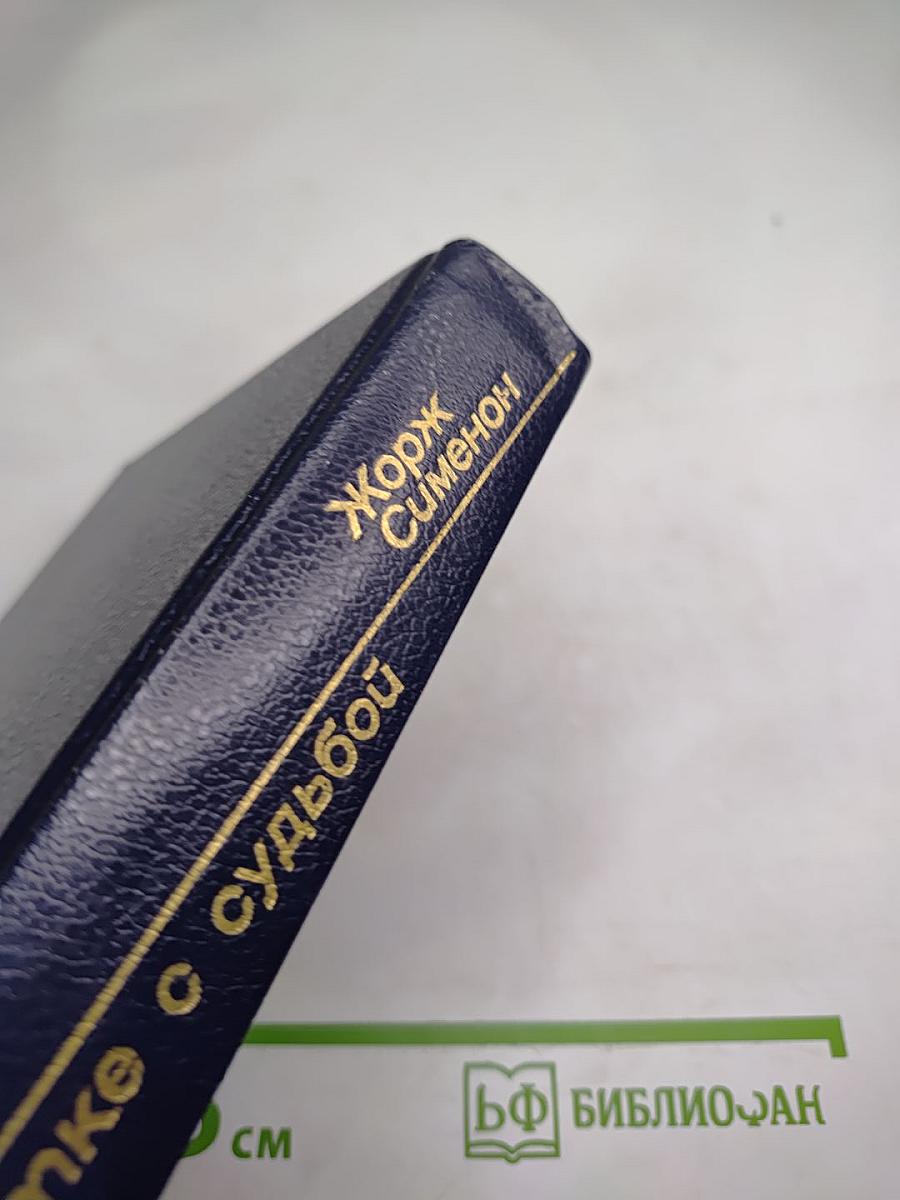 Жорж
Сименон
тке с судьбой
см
БФ БИБЛИОФАН